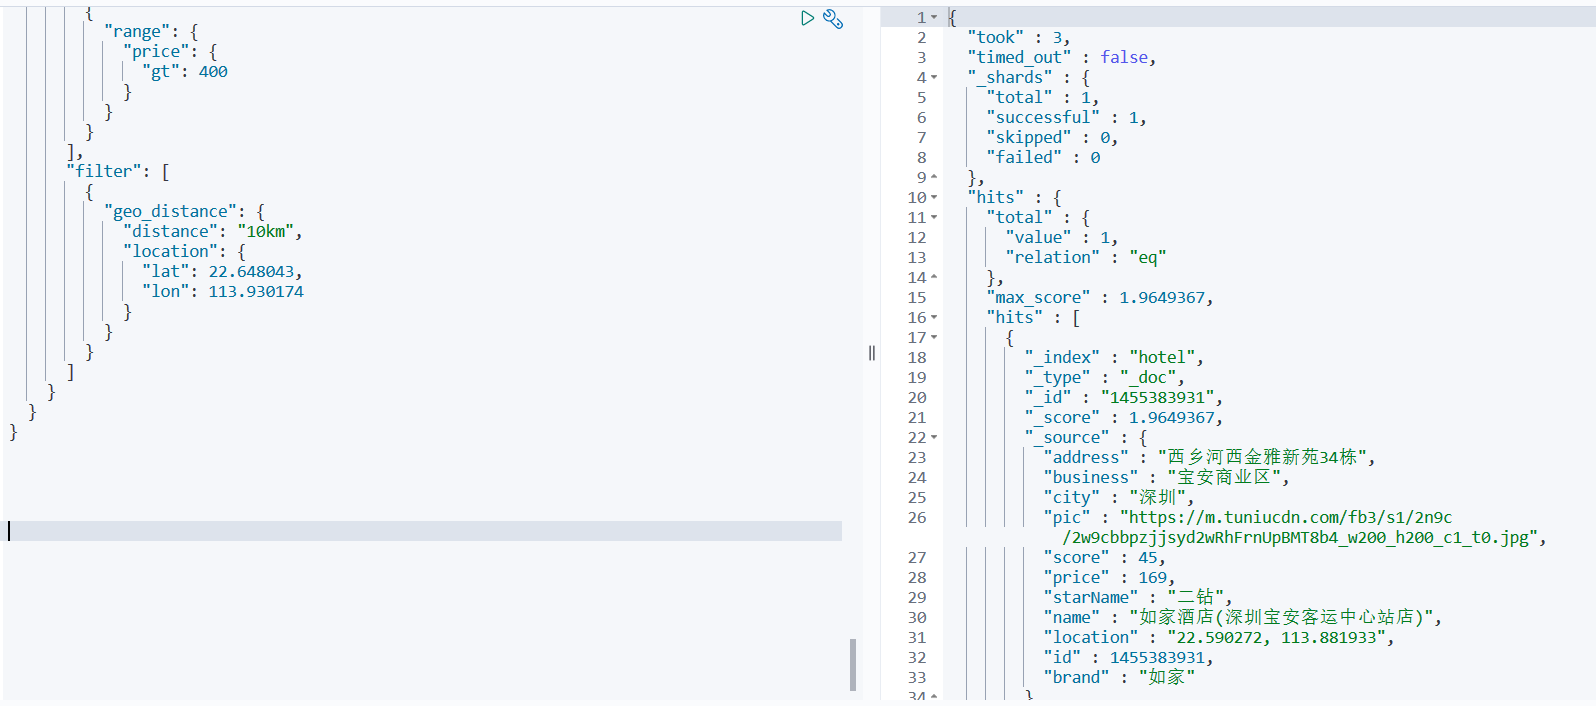 {
"range": {
"price": {
"gt": 400
}
}
}
],
"filter": [
{
"geo_distance": {
"distance": "10km",
"location": {
"lat": 22.648043,
"lon": 113.930174
}
}
}
]
}
}
}
1 {
2 "took" : 3,
3 "timed_out" : false,
4 "_shards" : {
5 "total" : 1,
6 "successful" : 1,
7 "skipped" : 0,
8 "failed" : 0
9 },
10 "hits" : {
11 "total" : {
12 "value" : 1,
13 "relation" : "eq"
14 },
15 "max_score" : 1.9649367,
16 "hits" : [
17 {
18 "_index" : "hotel",
19 "_type" : "_doc",
20 "_id" : "1455383931",
21 "_score" : 1.9649367,
22 "_source" : {
23 "address" : "西乡河西金雅新苑34栋",
24 "business" : "宝安商业区",
25 "city" : "深圳",
26 "pic" : "https://m.tuniucdn.com/fb3/s1/2n9c
/2w9cbbpzjjsyd2wRhFrnUpBMT8b4_w200_h200_c1_t0.jpg",
27 "score" : 45,
28 "price" : 169,
29 "starName" : "二钻",
30 "name" : "如家酒店(深圳宝安客运中心站店)",
31 "location" : "22.590272, 113.881933",
32 "id" : 1455383931,
33 "brand" : "如家"
34 }